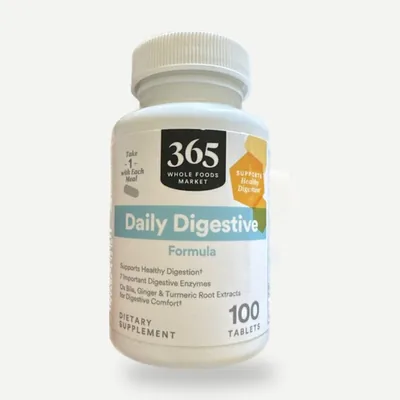 Take
-1-
with Each
Meal
365
WHOLE FOODS
MARKET
SUPPORTS
Healthy
Digestion†
Daily Digestive
Formula
Supports Healthy Digestion†
7 Important Digestive Enzymes
Ox Bile, Ginger & Turmeric Root Extracts
for Digestive Comfort†
DIETARY
SUPPLEMENT
100
TABLETS